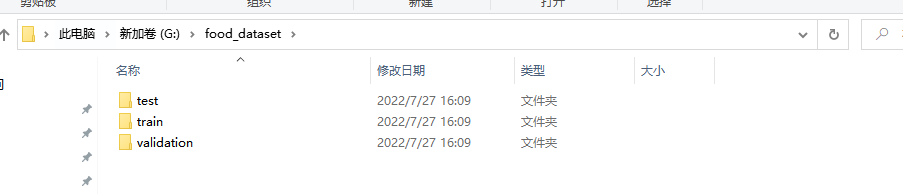 剪贴板 组织 新建 打开 选择
此电脑 新加卷 (G:) food_dataset
名称 修改日期 类型 大小
test 2022/7/27 16:09 文件夹
train 2022/7/27 16:09 文件夹
validation 2022/7/27 16:09 文件夹